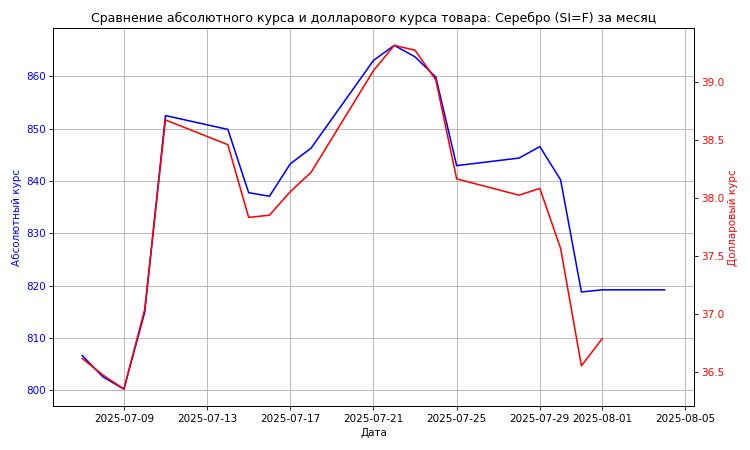 Сравнение абсолютного курса и долларового курса товара: Серебро (SI=F) за месяц
Абсолютный курс
860
850
840
830
820
810
800
39.0
38.5
38.0
37.5
37.0
36.5
Долларовый курс
2025-07-09 2025-07-13 2025-07-17 2025-07-21 2025-07-25 2025-07-29 2025-08-01 2025-08-05
Дата